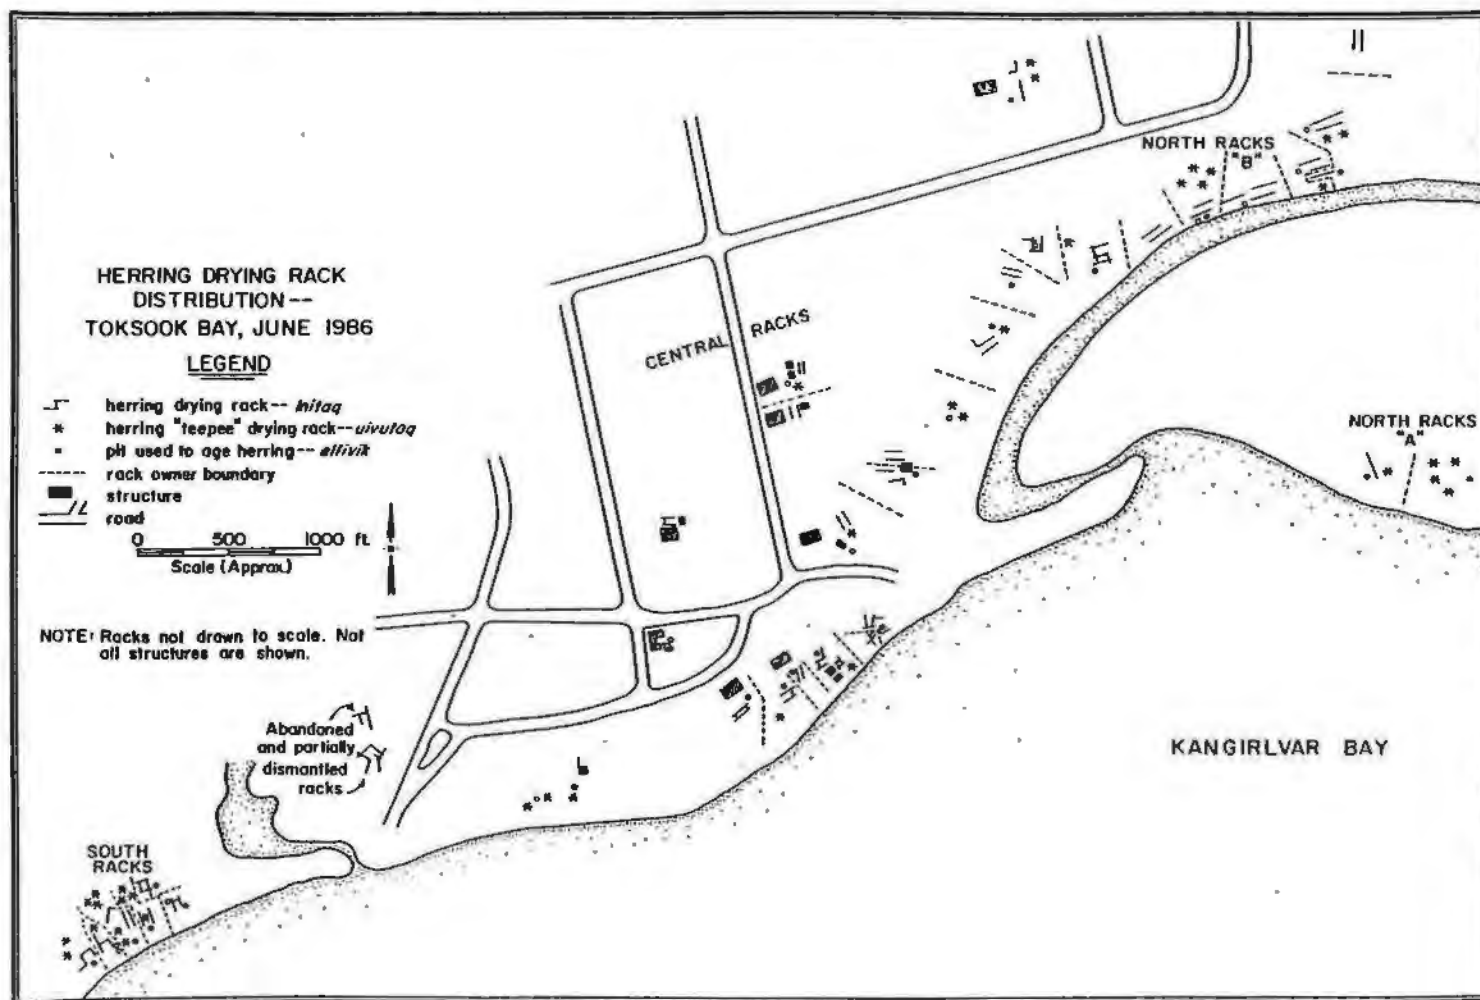 HERRING DRYING RACK
DISTRIBUTION--
TOKSOOK BAY, JUNE 1986
LEGEND
herring drying rack-- initaq
herring "teepee" drying rack--uivutaq
pit used to age herring-- ellivik
rack owner boundary
structure
road
0 500 1000 ft.
Scale (Approx.)
NOTE: Racks not drawn to scale. Not
all structures are shown.
NORTH RACKS
"B"
CENTRAL RACKS
NORTH RACKS
"A"
Abandoned
and partially
dismantled
racks
SOUTH
RACKS
KANGIRLVAR BAY